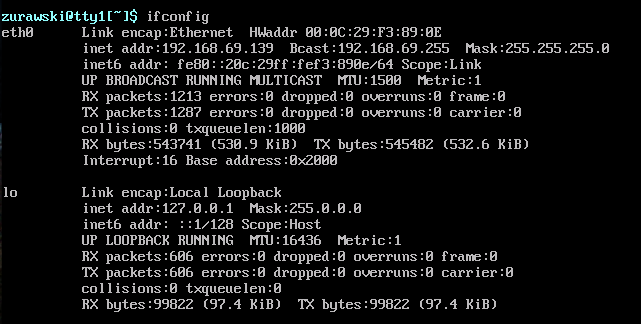 zurawski@tty1[~]$ ifconfig
eth0      Link encap:Ethernet  HWaddr 00:0C:29:F3:89:0E
          inet addr:192.168.69.139  Bcast:192.168.69.255  Mask:255.255.255.0
          inet6 addr: fe80::20c:29ff:fef3:890e/64 Scope:Link
          UP BROADCAST RUNNING MULTICAST  MTU:1500  Metric:1
          RX packets:1213 errors:0 dropped:0 overruns:0 frame:0
          TX packets:1287 errors:0 dropped:0 overruns:0 carrier:0
          collisions:0 txqueuelen:1000
          RX bytes:543741 (530.9 KiB)  TX bytes:545482 (532.6 KiB)
          Interrupt:16 Base address:0x2000
lo        Link encap:Local Loopback
          inet addr:127.0.0.1  Mask:255.0.0.0
          inet6 addr: ::1/128 Scope:Host
          UP LOOPBACK RUNNING  MTU:16436  Metric:1
          RX packets:606 errors:0 dropped:0 overruns:0 frame:0
          TX packets:606 errors:0 dropped:0 overruns:0 carrier:0
          collisions:0 txqueuelen:0
          RX bytes:99822 (97.4 KiB)  TX bytes:99822 (97.4 KiB)